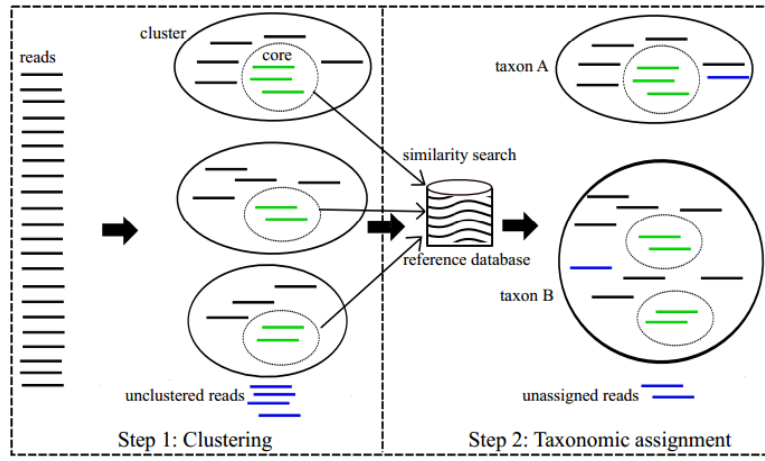 reads
cluster
core
unclustered reads
Step 1: Clustering
similarity search
reference database
taxon A
taxon B
unassigned reads
Step 2: Taxonomic assignment